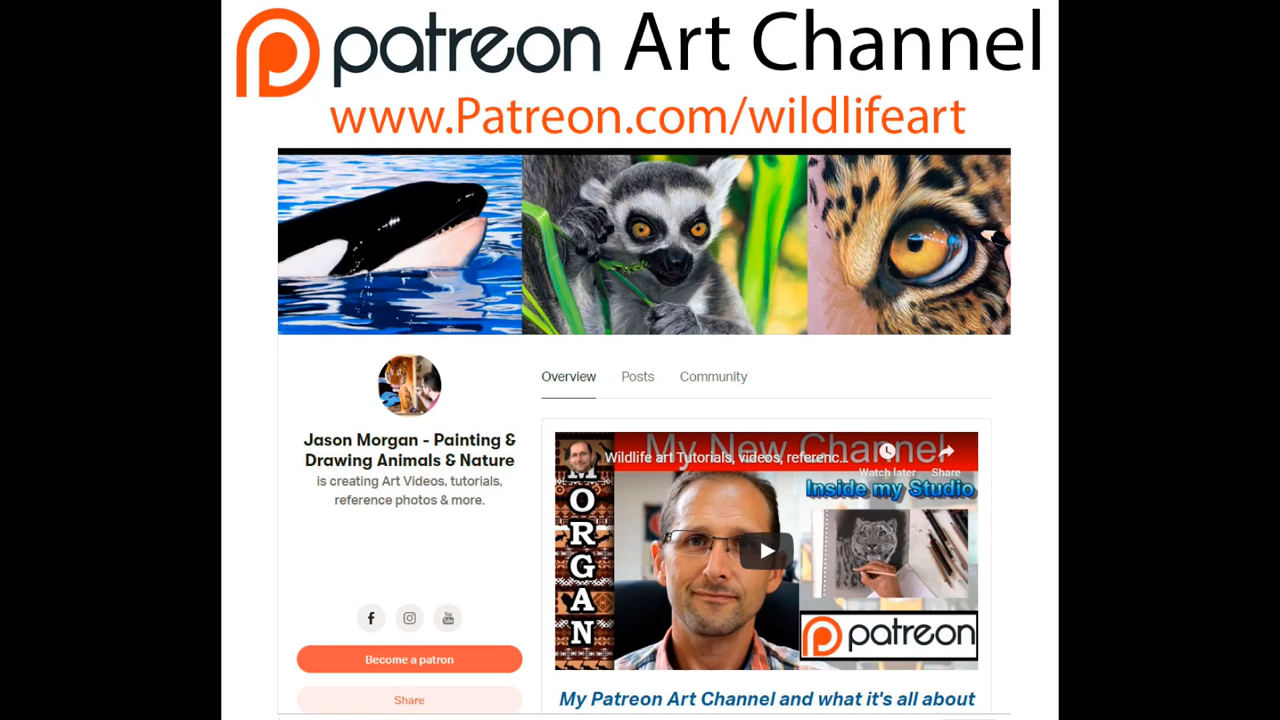 patreon Art Channel
www.Patreon.com/wildlifeart
Overview Posts Community
Jason Morgan - Painting &
Drawing Animals & Nature
is creating Art Videos, tutorials,
reference photos & more.
Become a patron
Share
My New Channel
Wildlife art Tutorials, videos, referenc...
Watch later Share
Inside my Studio
MORGAN
patreon
My Patreon Art Channel and what it's all about